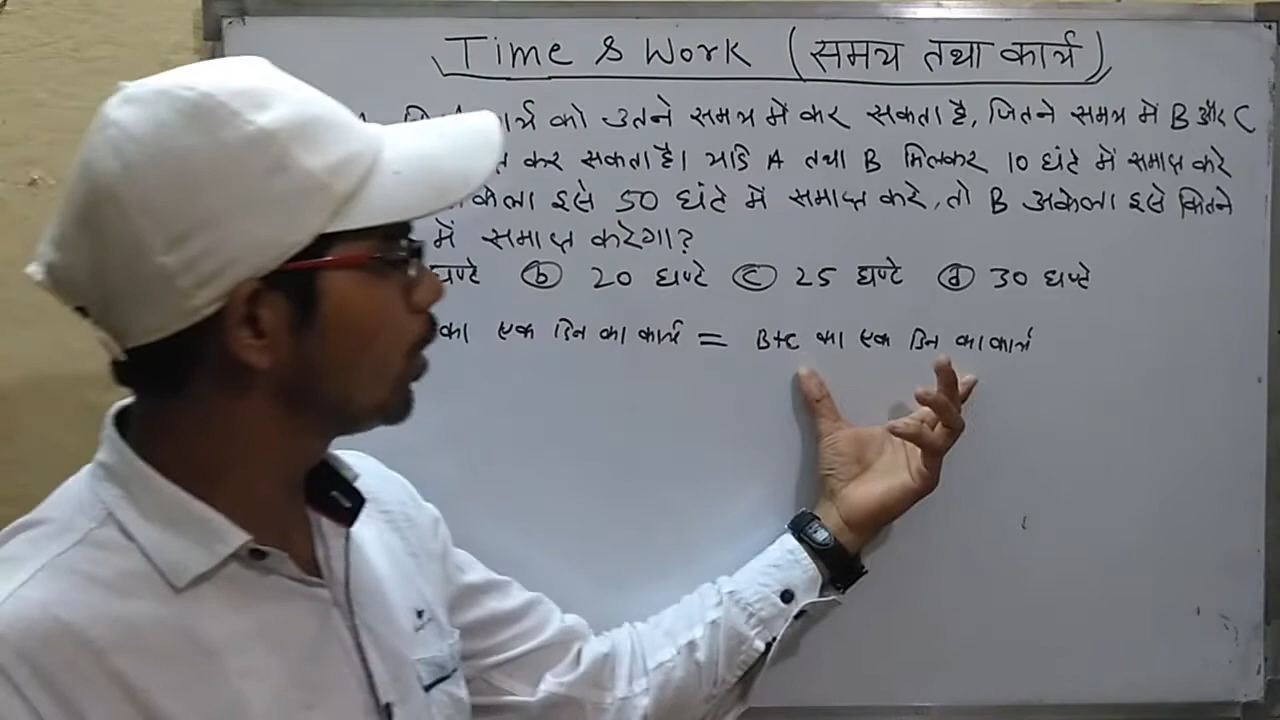 Time & Work (समय तथा कार्य)
कार्य को उतने समय में कर सकता है, जितने समय में B और C
कर सकता है। यदि A तथा B मिलकर 10 घंटे में समाप्त करे
इसे 50 घंटे में समाप्त करे, तो B अकेला इसे कितने
में समाप्त करेगा?
घण्टे (b) 20 घण्टे (c) 25 घण्टे (d) 30 घण्टे
का एक दिन का कार्य = B+C का एक दिन का कार्य